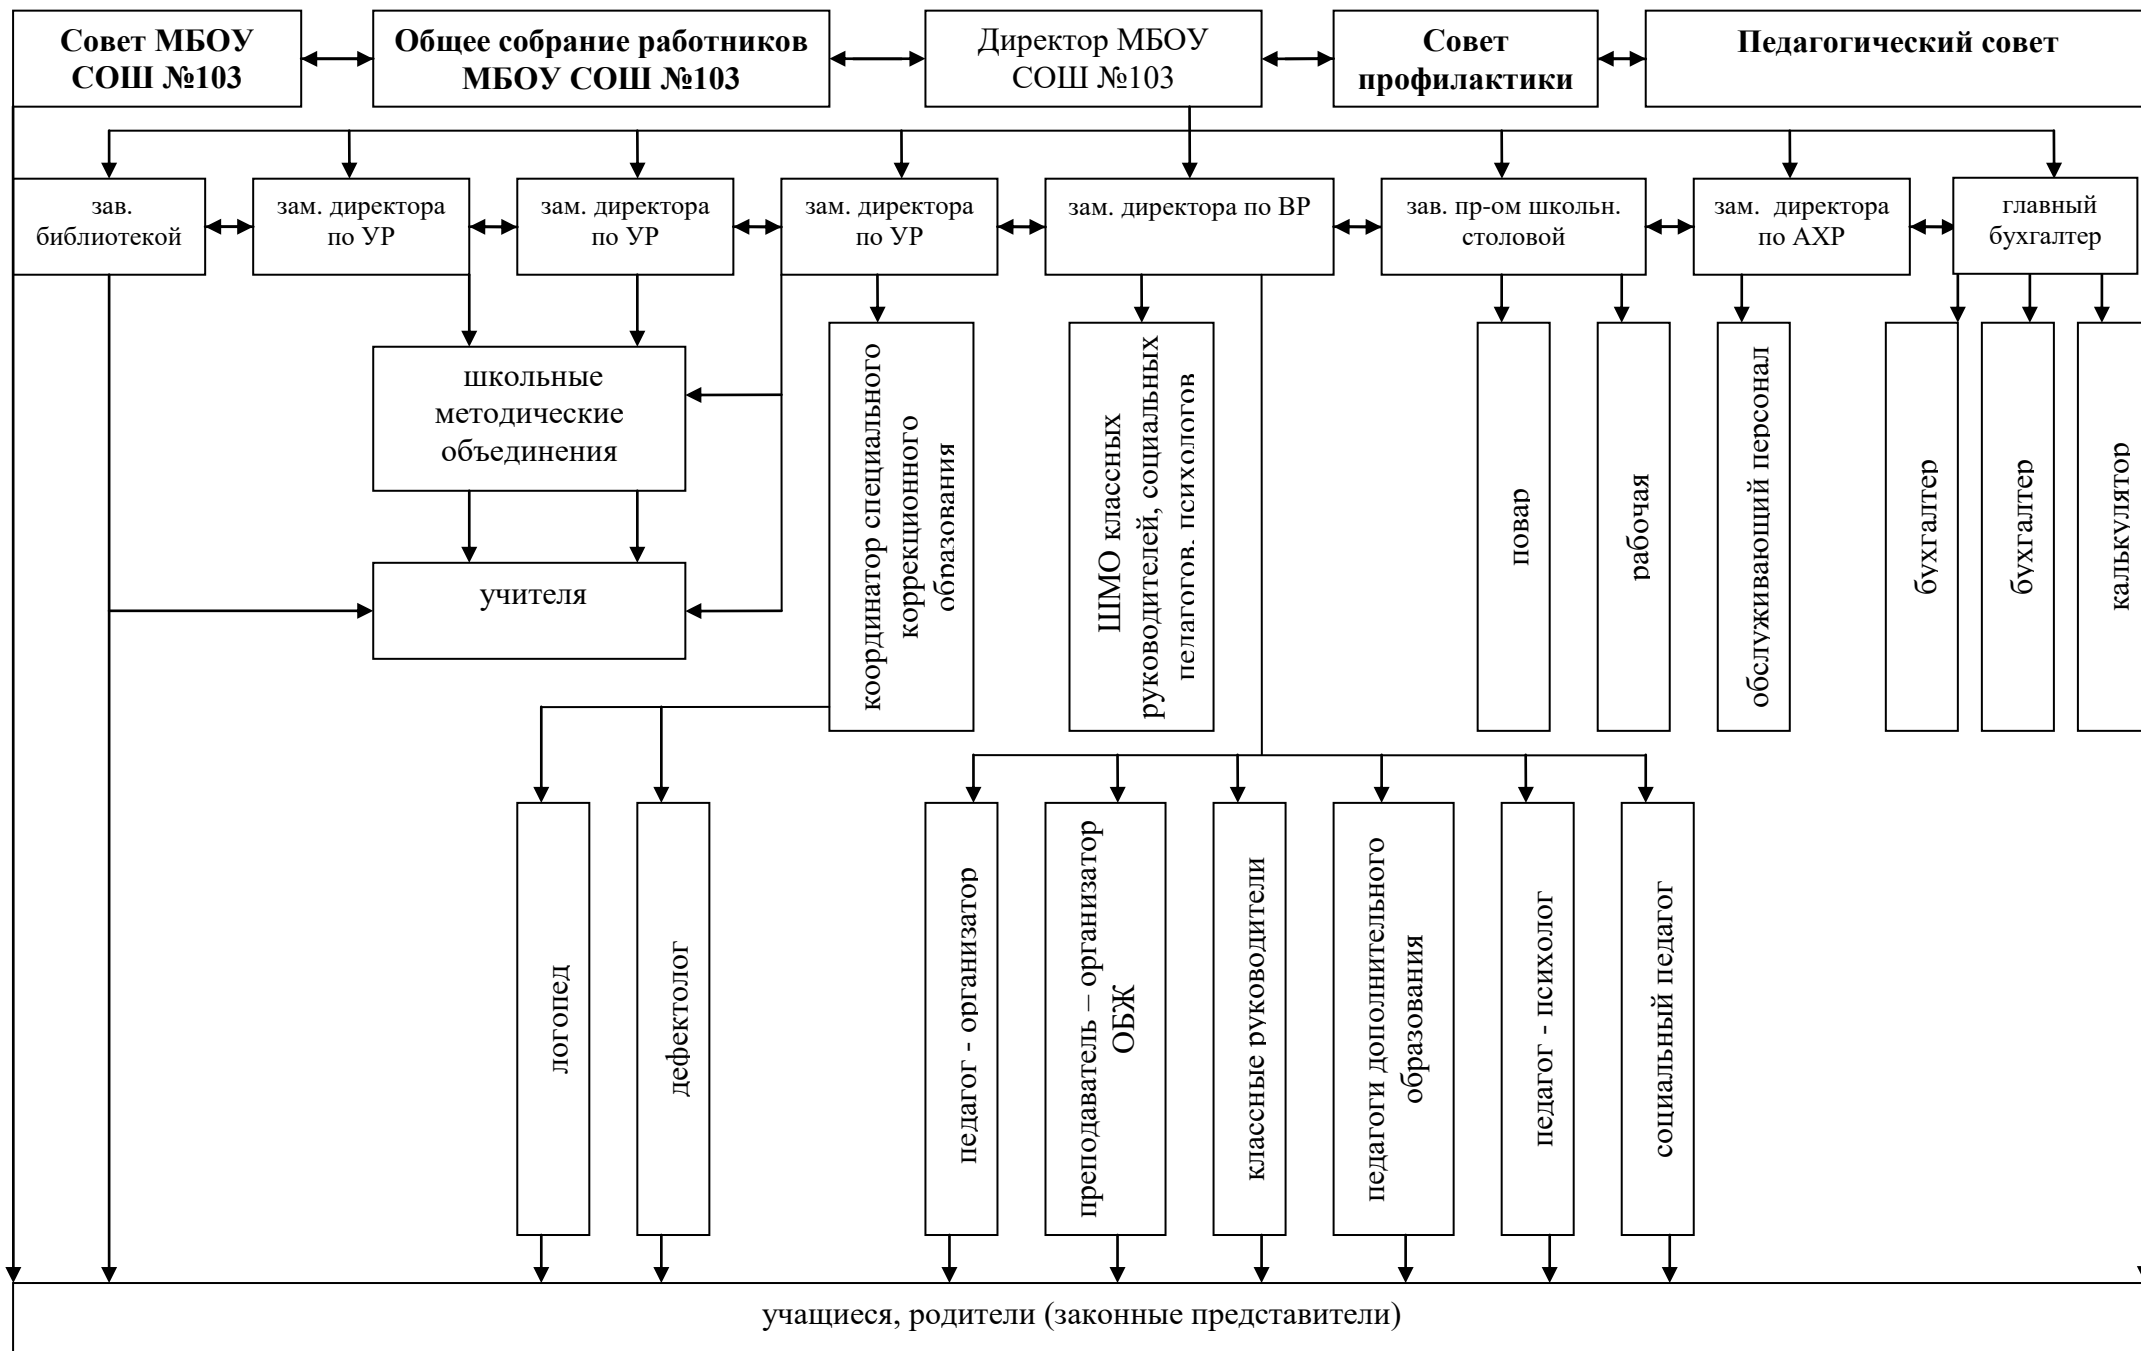 Совет МБОУ
СОШ №103
Общее собрание работников
МБОУ СОШ №103
Директор МБОУ
СОШ №103
Совет
профилактики
Педагогический совет
зав.
библиотекой
зам. директора
по УР
зам. директора
по УР
зам. директора
по УР
зам. директора по ВР
зав. пр-ом школьн.
столовой
зам. директора
по АХР
главный
бухгалтер
школьные
методические
объединения
учителя
координатор специального
коррекционного
образования
ШМО классных
руководителей, социальных
педагогов, психологов
повар
рабочая
обслуживающий персонал
бухгалтер
бухгалтер
калькулятор
логопед
дефектолог
педагог - организатор
преподаватель – организатор
ОБЖ
классные руководители
педагоги дополнительного
образования
педагог - психолог
социальный педагог
учащиеся, родители (законные представители)